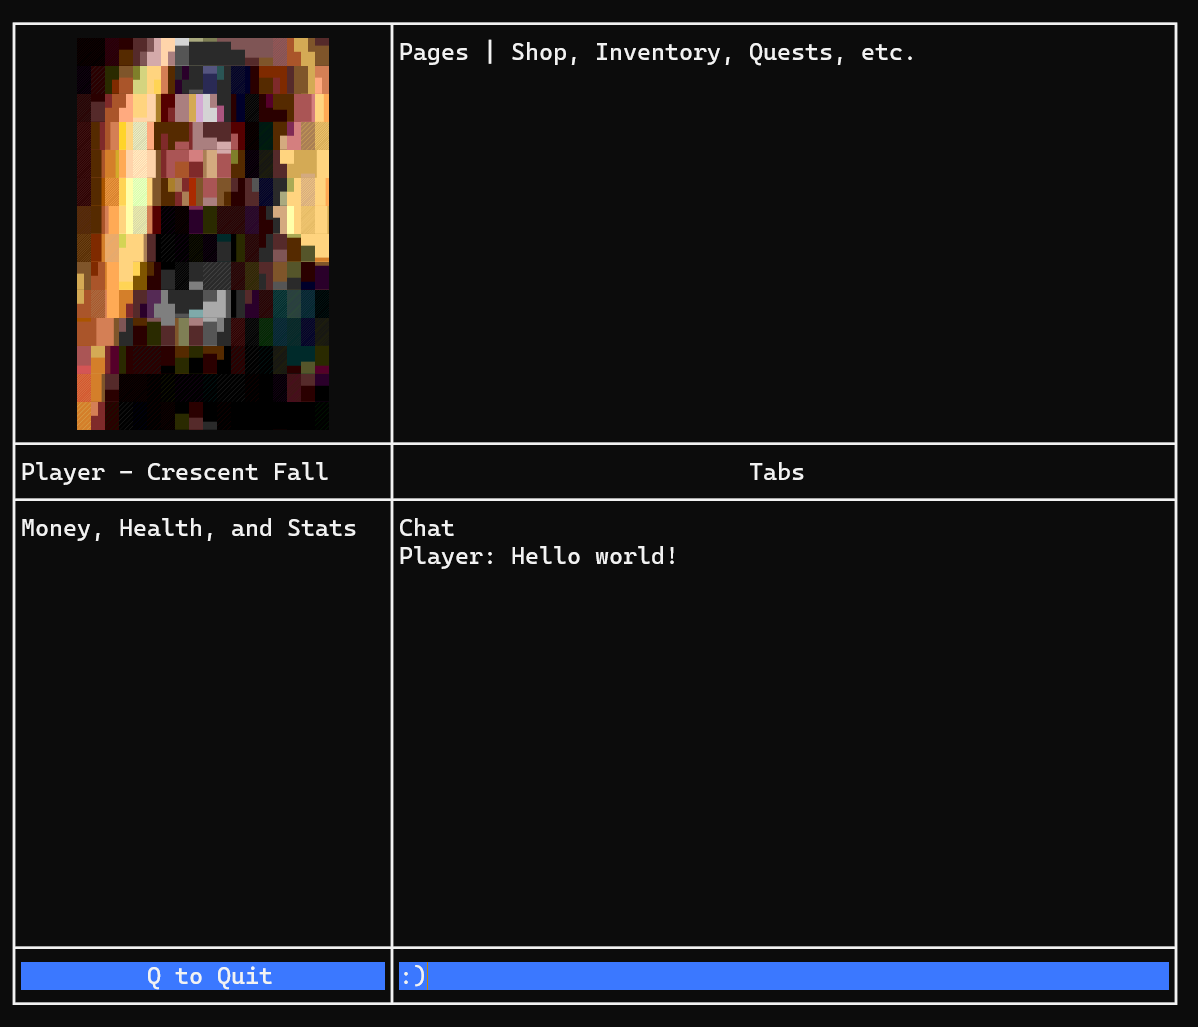 Pages | Shop, Inventory, Quests, etc.
Player – Crescent Fall
Tabs
Money, Health, and Stats
Chat
Player: Hello world!
Q to Quit
:)